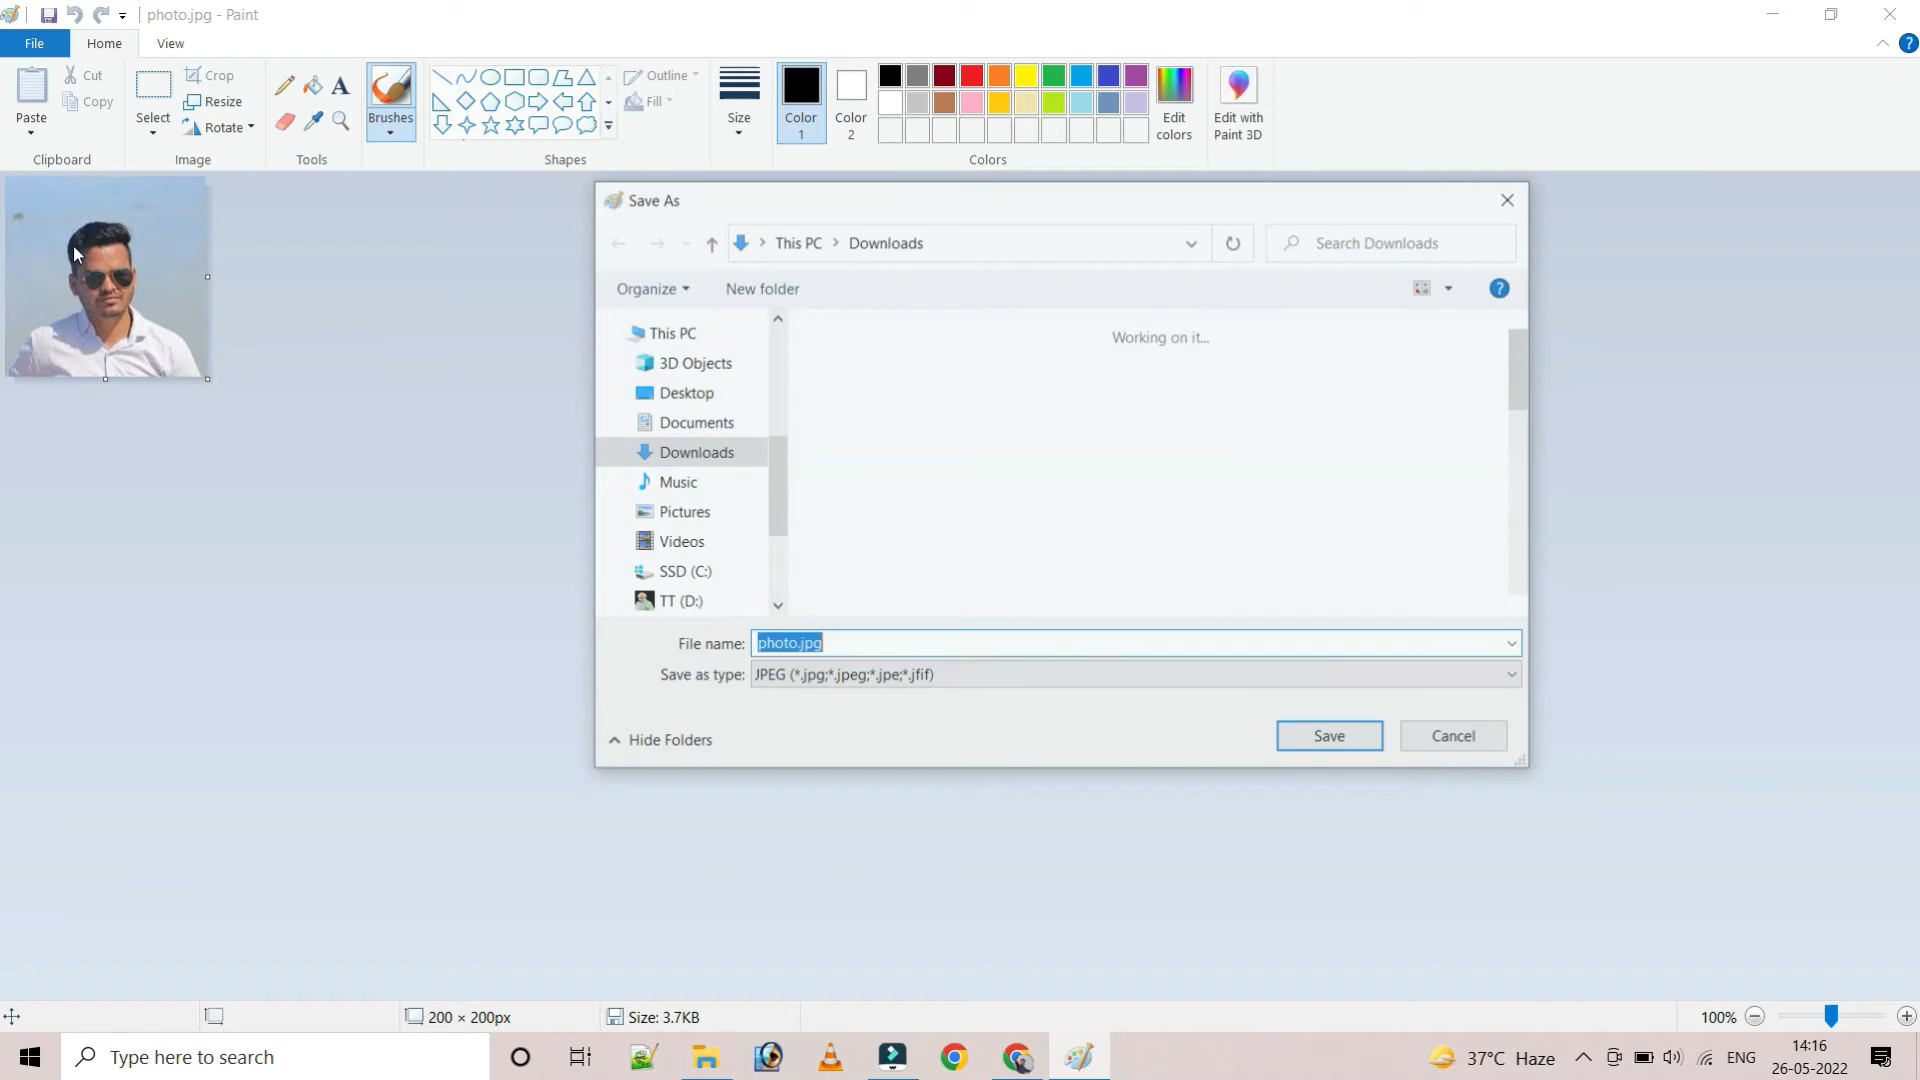 photo.jpg - Paint
File Home View
Paste Cut Copy
Clipboard
Select Crop Resize Rotate
Image
Tools
Brushes
Outline Fill
Shapes
Size
Color 1 Color 2
Edit colors
Colors
Edit with Paint 3D
Save As
This PC Downloads
Search Downloads
Organize New folder
This PC
3D Objects
Desktop
Documents
Downloads
Music
Pictures
Videos
SSD (C:)
TT (D:)
Working on it...
File name: photo.jpg
Save as type: JPEG (*.jpg;*.jpeg;*.jpe;*.jfif)
Hide Folders
Save Cancel
200 × 200px Size: 3.7KB 100%
Type here to search
37°C Haze ENG
14:16
26-05-2022